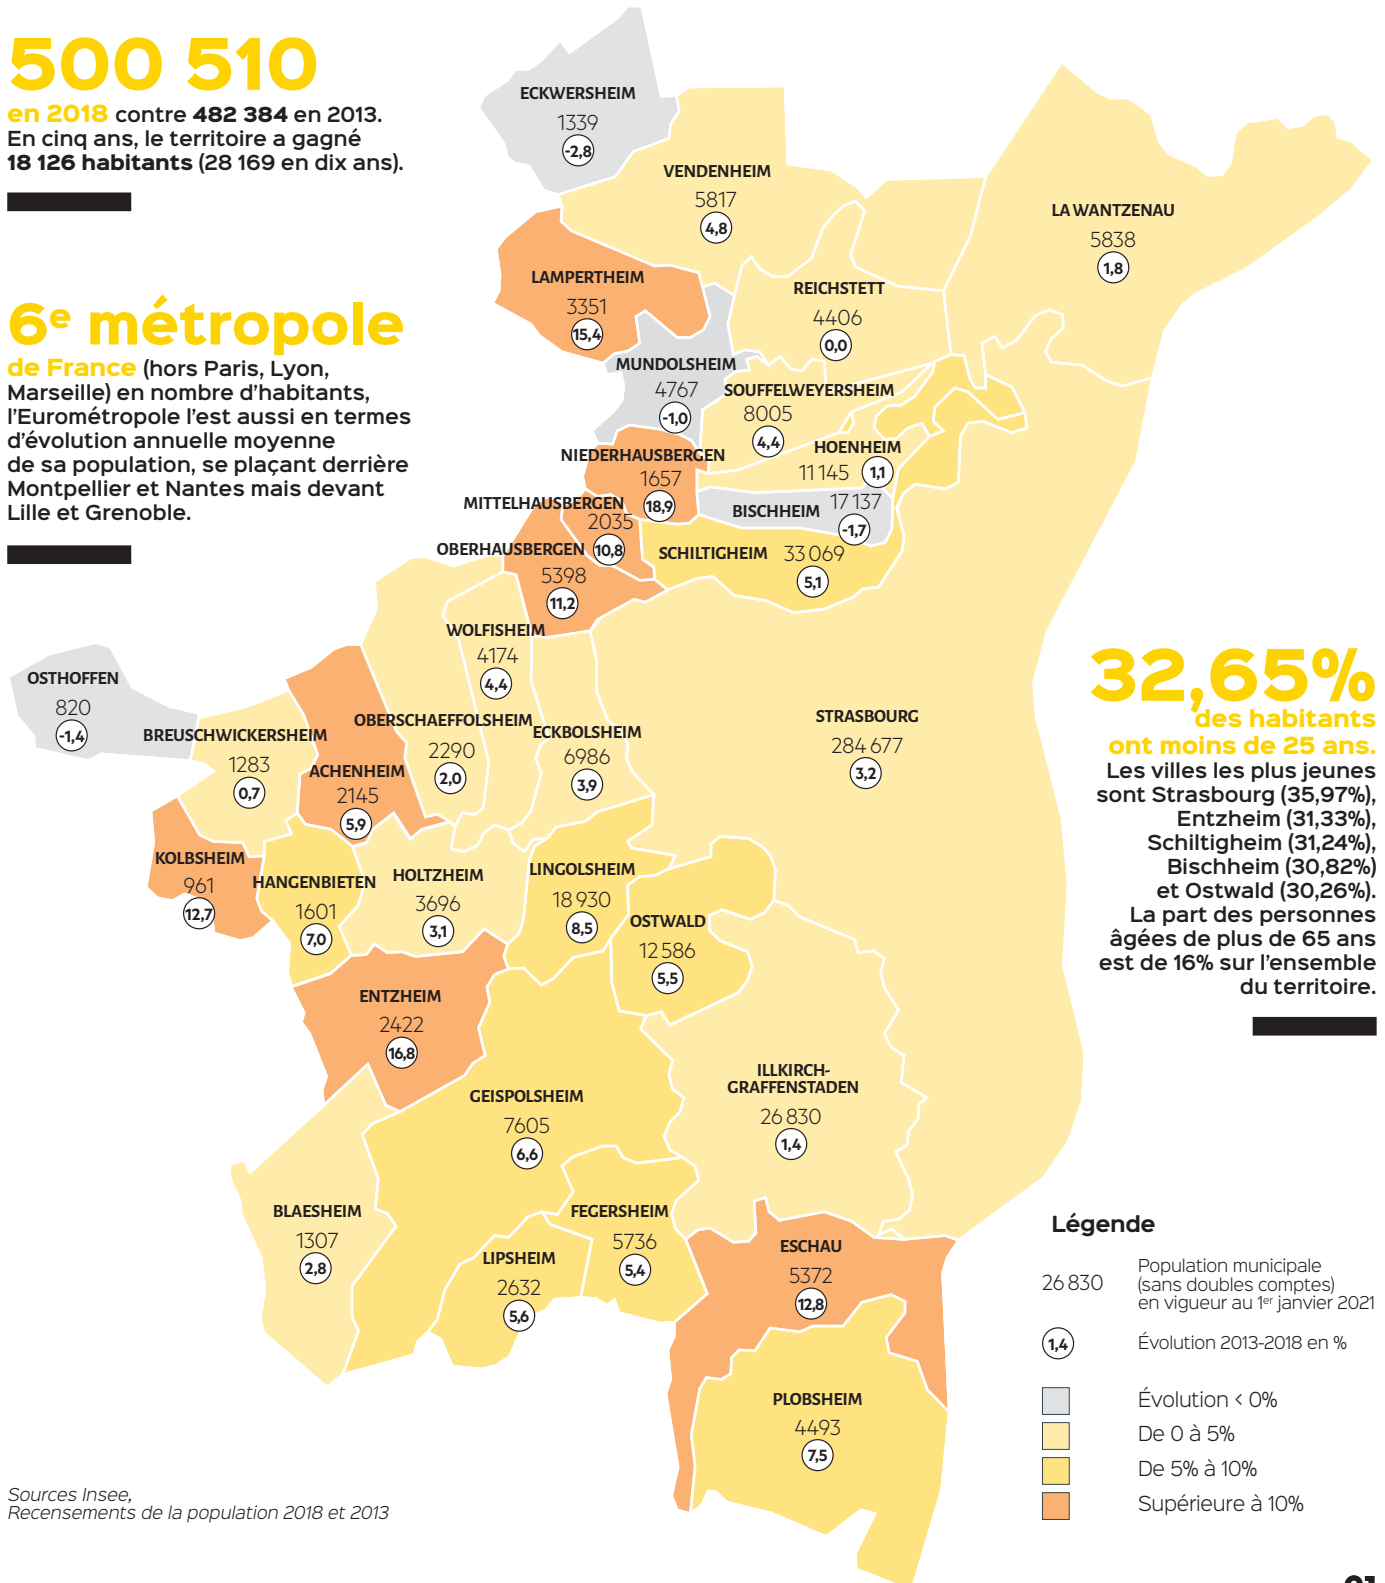 500 510
en 2018 contre 482 384 en 2013.
En cinq ans, le territoire a gagné
18 126 habitants (28 169 en dix ans).
6e métropole
de France (hors Paris, Lyon,
Marseille) en nombre d’habitants,
l’Eurométropole l’est aussi en termes
d’évolution annuelle moyenne
de sa population, se plaçant derrière
Montpellier et Nantes mais devant
Lille et Grenoble.
ECKWERSHEIM
1339
-2,8
VENDENHEIM
5817
4,8
LA WANTZENAU
5838
1,8
LAMPERTHEIM
3351
15,4
REICHSTETT
4406
0,0
MUNDOLSHEIM
4767
-1,0
SOUFFELWEYERSHEIM
8005
4,4
HOENHEIM
11 145 1,1
NIEDERHAUSBERGEN
1657
18,9
BISCHHEIM 17 137
-1,7
MITTELHAUSBERGEN
2035
10,8
OBERHAUSBERGEN
5398
11,2
SCHILTIGHEIM 33 069
5,1
WOLFISHEIM
4174
4,4
OSTHOFFEN
820
-1,4
BREUSCHWICKERSHEIM
1283
0,7
ACHENHEIM
2145
5,9
OBERSCHAEFFOLSHEIM
2290
2,0
ECKBOLSHEIM
6986
3,9
STRASBOURG
284 677
3,2
32,65%
des habitants
ont moins de 25 ans.
Les villes les plus jeunes
sont Strasbourg (35,97%),
Entzheim (31,33%),
Schiltigheim (31,24%),
Bischheim (30,82%)
et Ostwald (30,26%).
La part des personnes
âgées de plus de 65 ans
est de 16% sur l’ensemble
du territoire.
KOLBSHEIM
961
12,7
HANGENBIETEN
1601
7,0
HOLTZHEIM
3696
3,1
LINGOLSHEIM
18 930
8,5
OSTWALD
12 586
5,5
ENTZHEIM
2422
16,8
GEISPOLSHEIM
7605
6,6
ILLKIRCH-
GRAFFENSTADEN
26 830
1,4
BLAESHEIM
1307
2,8
LIPSHEIM
2632
5,6
FEGERSHEIM
5736
5,4
ESCHAU
5372
12,8
PLOBSHEIM
4493
7,5
Légende
26 830
Population municipale
(sans doubles comptes)
en vigueur au 1er janvier 2021
1,4
Évolution 2013-2018 en %
Évolution < 0%
De 0 à 5%
De 5% à 10%
Supérieure à 10%
Sources Insee,
Recensements de la population 2018 et 2013